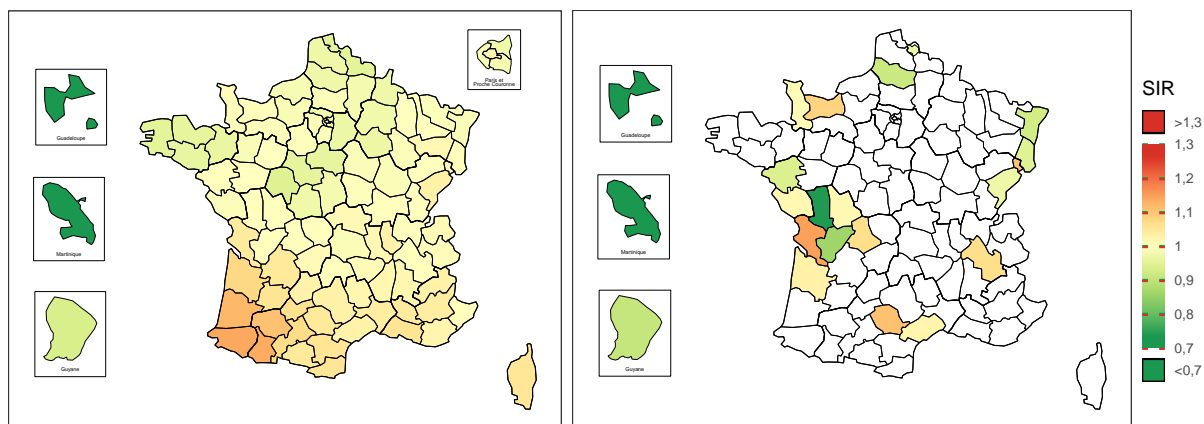 Paris et
Proche Couronne
Guadeloupe
Martinique
Guyane
Guadeloupe
Martinique
Guyane
SIR
>1,3
1,3
1,2
1,1
1
0,9
0,8
0,7
<0,7